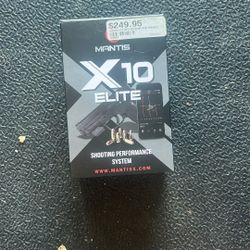 $249.95
MANTIS
X10
ELITE
SHOOTING PERFORMANCE
SYSTEM
WWW.MANTISX.COM